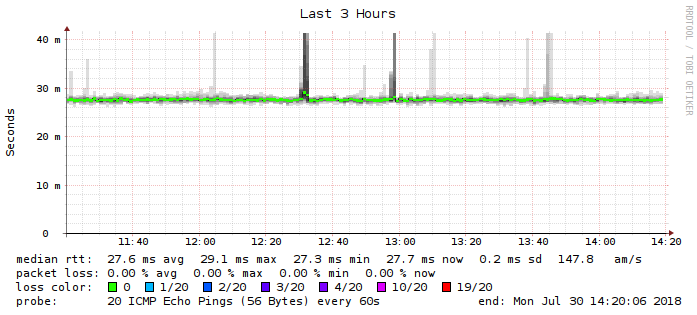 Last 3 Hours
RRDTOOL / TOBI OETIKER
Seconds
40 m
30 m
20 m
10 m
0
11:40 12:00 12:20 12:40 13:00 13:20 13:40 14:00 14:20
median rtt: 27.6 ms avg 29.1 ms max 27.3 ms min 27.7 ms now 0.2 ms sd 147.8 am/s
packet loss: 0.00 % avg 0.00 % max 0.00 % min 0.00 % now
loss color: 0 1/20 2/20 3/20 4/20 10/20 19/20
probe: 20 ICMP Echo Pings (56 Bytes) every 60s end: Mon Jul 30 14:20:06 2018